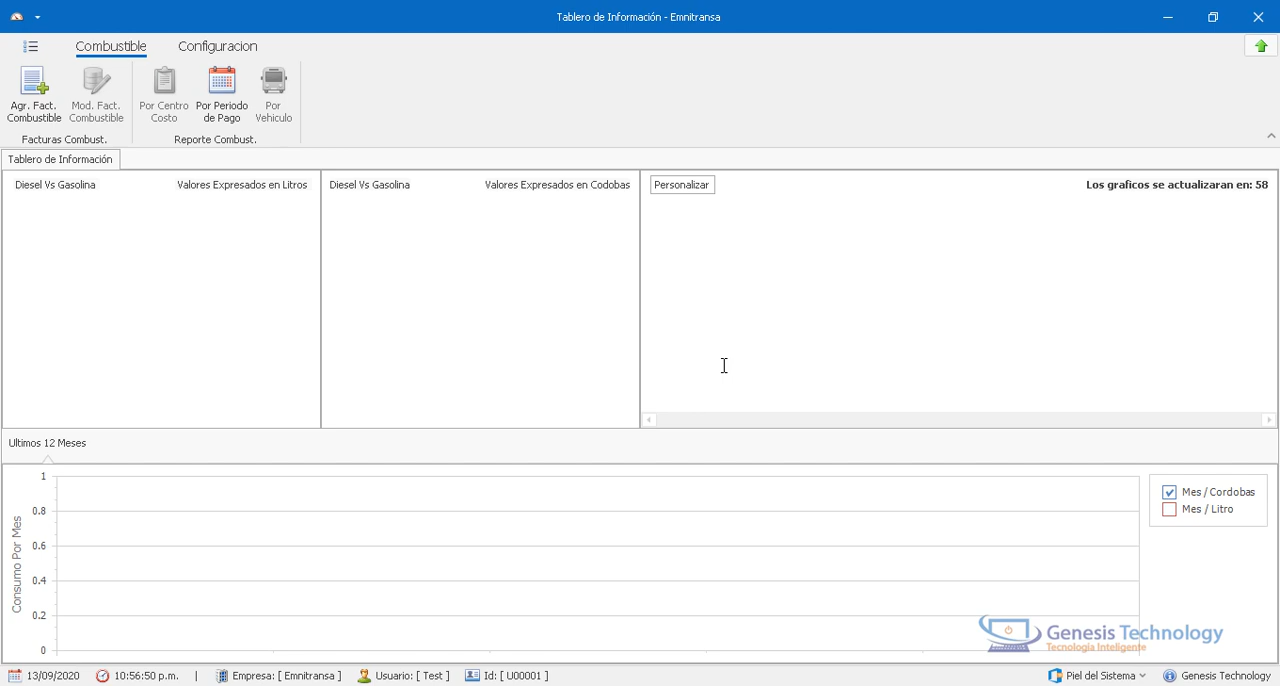 Tablero de Información - Emnitransa
Combustible
Configuracion
Agr. Fact.
Combustible
Mod. Fact.
Combustible
Por Centro
Costo
Por Periodo
de Pago
Por
Vehiculo
Facturas Combust.
Reporte Combust.
Tablero de Información
Diesel Vs Gasolina
Valores Expresados en Litros
Diesel Vs Gasolina
Valores Expresados en Codobas
Personalizar
Los graficos se actualizaran en: 58
Ultimos 12 Meses
Consumo Por Mes
1
0.8
0.6
0.4
0.2
0
Mes / Cordobas
Mes / Litro
Genesis Technology
Tecnologia Inteligente
13/09/2020
10:56:50 p.m.
|
Empresa: [ Emnitransa ]
Usuario: [ Test ]
Id: [ U00001 ]
Piel del Sistema
Genesis Technology